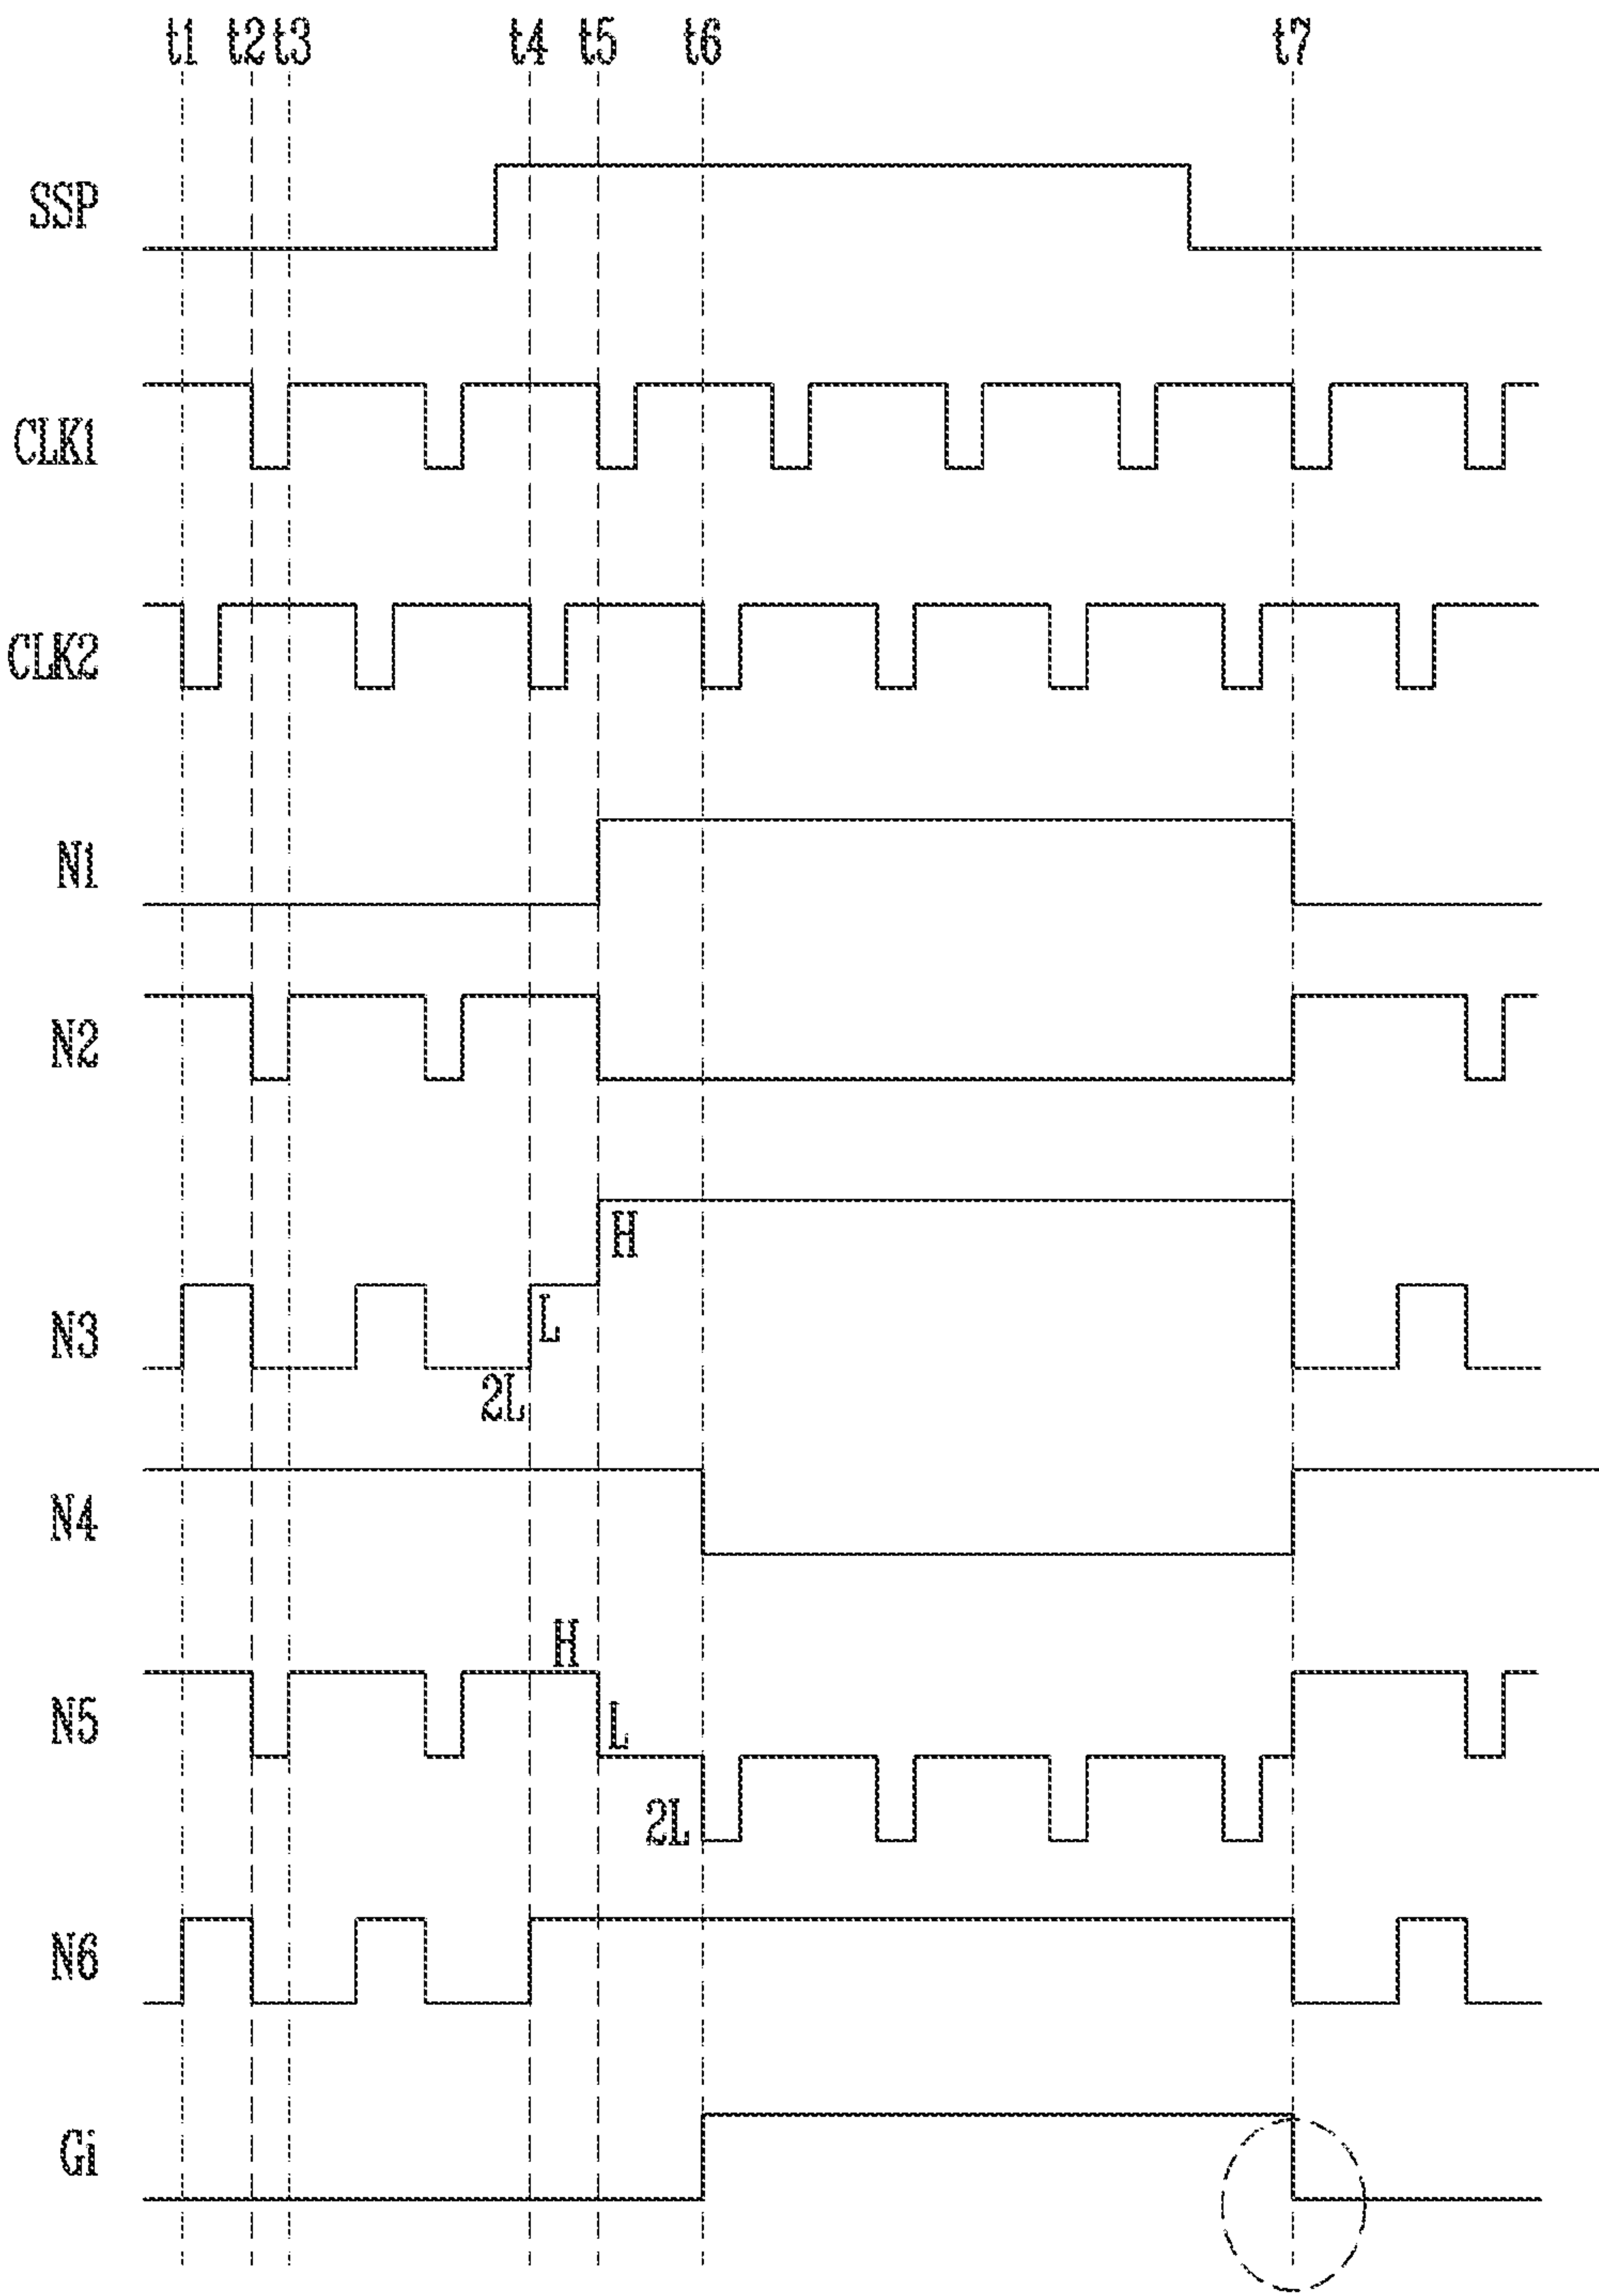 t1 t2 t3 t4 t5 t6 t7
SSP
CLK1
CLK2
N1
N2
H
N3
L
2L
N4
H
N5
L
2L
N6
Gi